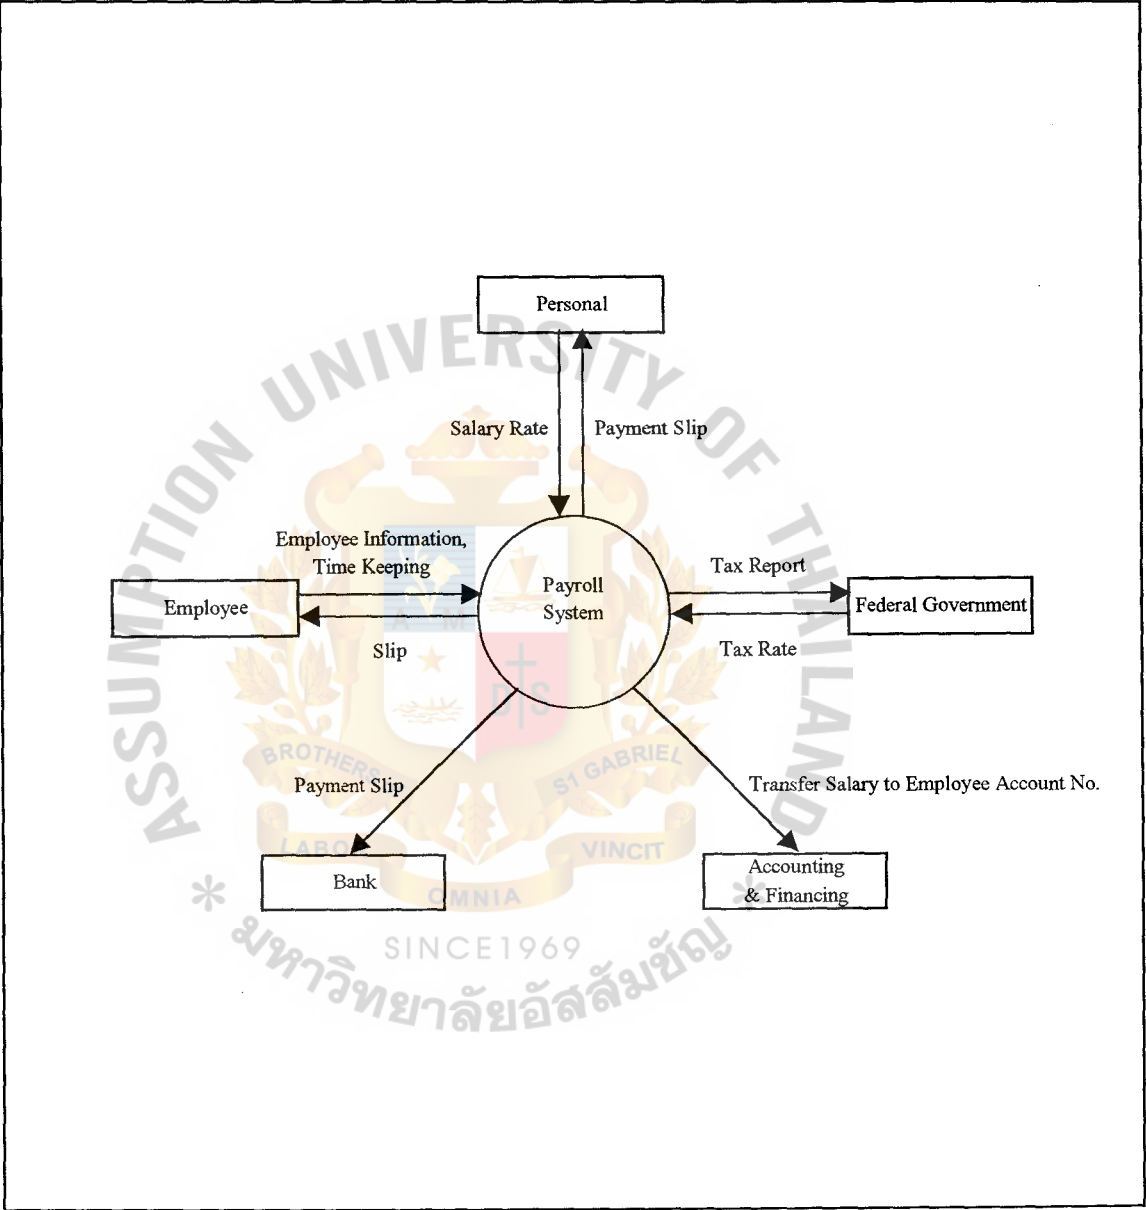 Personal
UNIVERSITY OF
Salary Rate
Payment Slip
ASSUMPTION
THAILAND
Employee Information,
Time Keeping
Payroll
System
Tax Report
Employee
Federal Government
A M
Slip
Tax Rate
D S
BROTHERS
S1 GABRIEL
Payment Slip
Transfer Salary to Employee Account No.
LABOR
VINCIT
Bank
OMNIA
Accounting
& Financing
SINCE1969
* มหาวิทยาลัยอัสสัมชัญ *